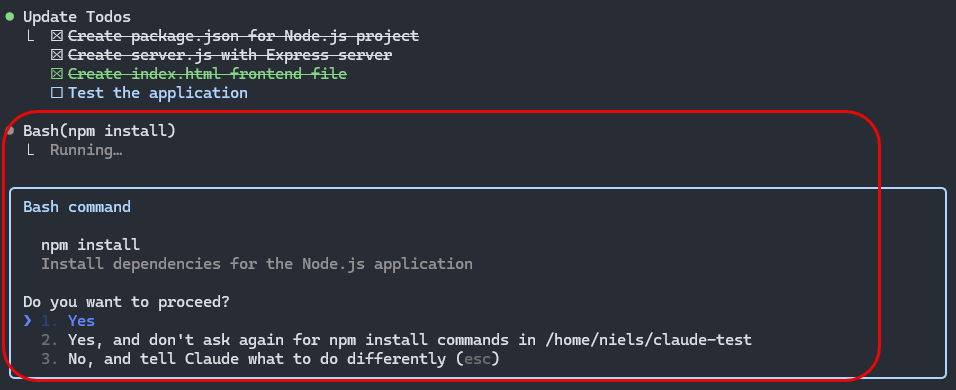 ● Update Todos
└ ☒ Create package.json for Node.js project
☒ Create server.js with Express server
☒ Create index.html frontend file
☐ Test the application
● Bash(npm install)
└ Running…
Bash command
npm install
Install dependencies for the Node.js application
Do you want to proceed?
❯ 1. Yes
2. Yes, and don't ask again for npm install commands in /home/niels/claude-test
3. No, and tell Claude what to do differently (esc)